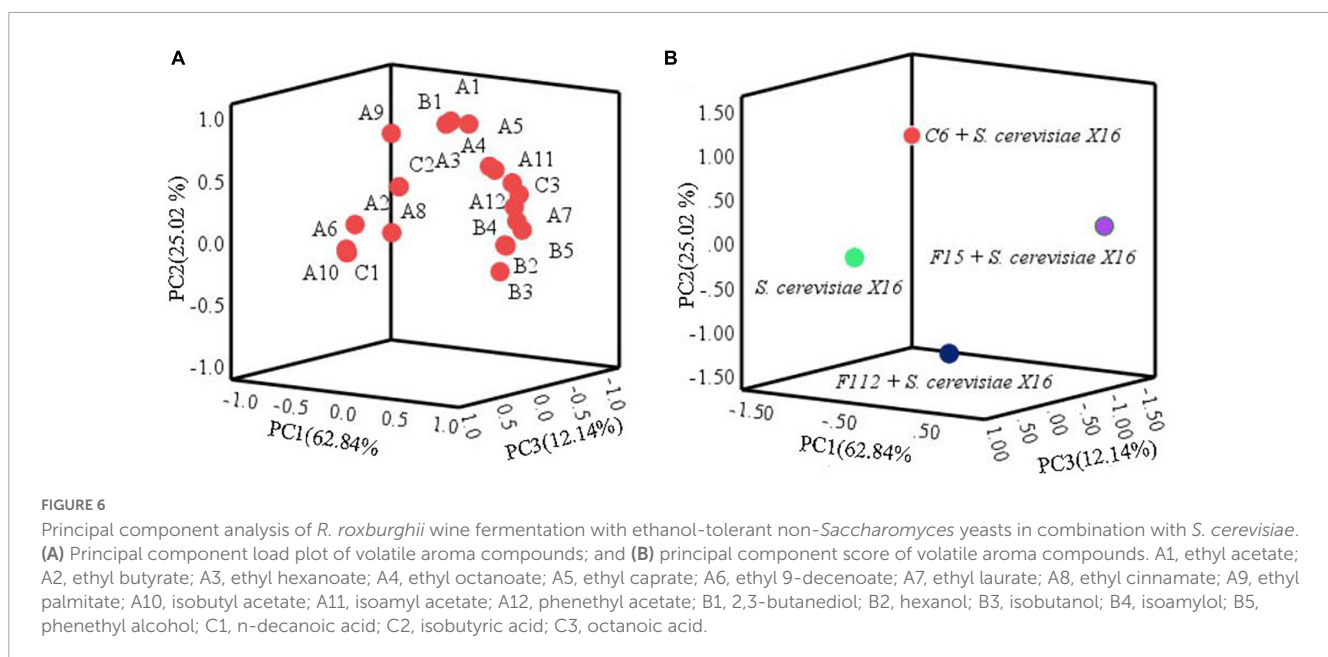 A
B
A1
B1
A9
A5
A4
C2 A3
A11
C3
A2
A12
A8
A7
A6
B4
B5
A10 C1
B2
B3
1.0
0.5
0.0
-0.5
-1.0
PC2(25.02 %)
-1.0 -0.5 0.0 0.5 1.0
PC1(62.84%
1.0 0.5 0.0 -0.5 -1.0
PC3(12.14%)
1.50
1.00
.50
.00
-.50
-1.00
-1.50
PC2(25.02 %)
C6 + S. cerevisiae X16
F15 + S. cerevisiae X16
S. cerevisiae X16
F112 + S. cerevisiae X16
-1.50 -.50 .50
PC1(62.84%
1.00 .50 .00 -.50 -1.00 -1.50
PC3(12.14%)
FIGURE 6
Principal component analysis of R. roxburghii wine fermentation with ethanol-tolerant non-Saccharomyces yeasts in combination with S. cerevisiae.
(A) Principal component load plot of volatile aroma compounds; and (B) principal component score of volatile aroma compounds. A1, ethyl acetate;
A2, ethyl butyrate; A3, ethyl hexanoate; A4, ethyl octanoate; A5, ethyl caprate; A6, ethyl 9-decenoate; A7, ethyl laurate; A8, ethyl cinnamate; A9, ethyl
palmitate; A10, isobutyl acetate; A11, isoamyl acetate; A12, phenethyl acetate; B1, 2,3-butanediol; B2, hexanol; B3, isobutanol; B4, isoamylol; B5,
phenethyl alcohol; C1, n-decanoic acid; C2, isobutyric acid; C3, octanoic acid.